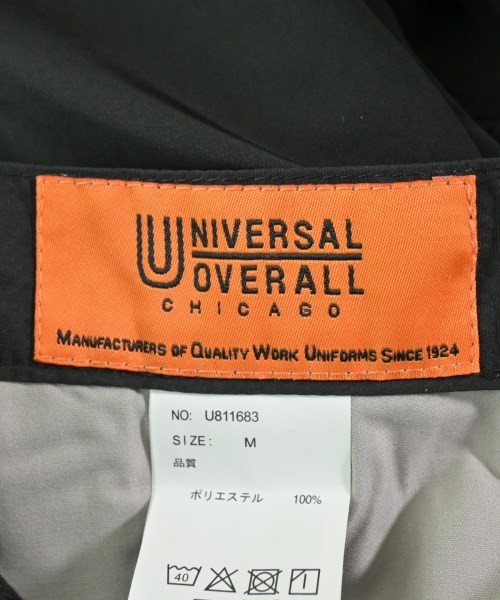 UNIVERSAL
OVERALL
CHICAGO
MANUFACTURERS OF QUALITY WORK UNIFORMS SINCE 1924
NO: U811683
SIZE: M
品質
ポリエステル 100%
40